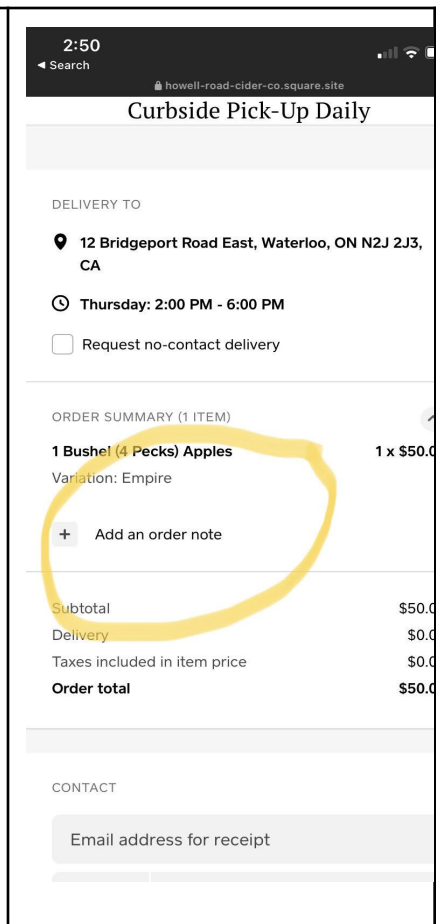 2:50
◄ Search
howell-road-cider-co.square.site
Curbside Pick-Up Daily
DELIVERY TO
12 Bridgeport Road East, Waterloo, ON N2J 2J3,
CA
Thursday: 2:00 PM - 6:00 PM
Request no-contact delivery
ORDER SUMMARY (1 ITEM)
1 Bushel (4 Pecks) Apples 1 x $50.0
Variation: Empire
+ Add an order note
Subtotal $50.0
Delivery $0.0
Taxes included in item price $0.0
Order total $50.0
CONTACT
Email address for receipt